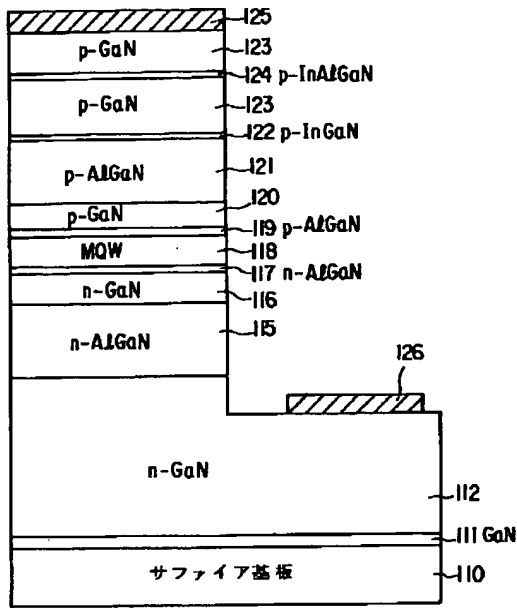 125
p-GaN 123
124 p-InAlGaN
p-GaN 123
122 p-InGaN
p-AlGaN 121
120
p-GaN
119 p-AlGaN
MQW 118
117 n-AlGaN
n-GaN 116
115
n-AlGaN
126
n-GaN
112
111 GaN
サファイア基板 110